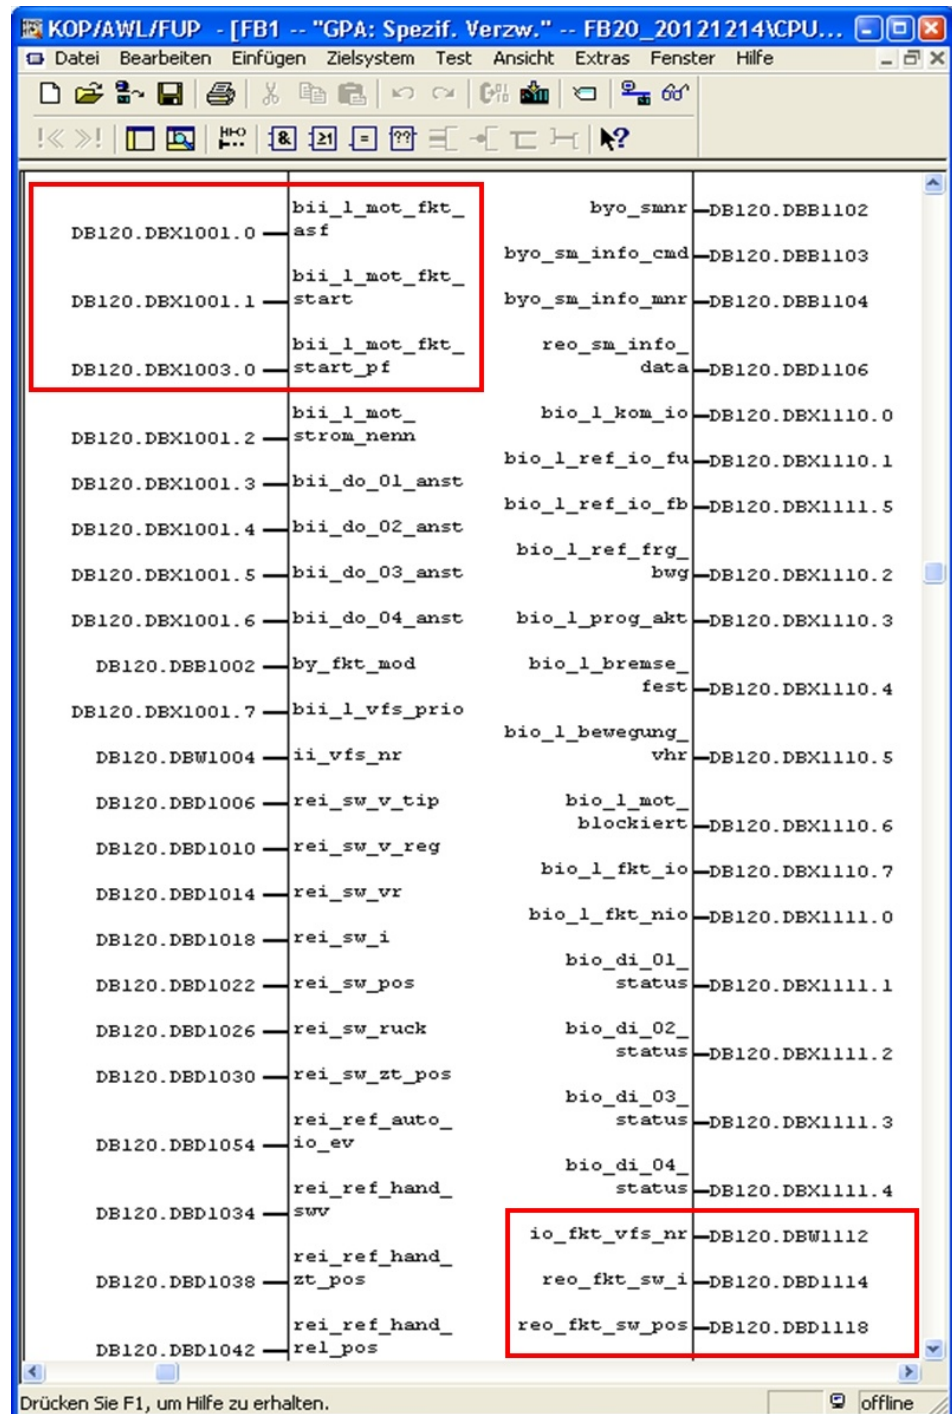 KOP/AWL/FUP - [FB1 -- "GPA: Spezif. Verzw." -- FB20_20121214\CPU...
Datei Bearbeiten Einfügen Zielsystem Test Ansicht Extras Fenster Hilfe
bii_l_mot_fkt_
DB120.DBX1001.0 asf
bii_l_mot_fkt_
DB120.DBX1001.1 start
bii_l_mot_fkt_
DB120.DBX1003.0 start_pf
bii_l_mot_
DB120.DBX1001.2 strom_nenn
DB120.DBX1001.3 bii_do_01_anst
DB120.DBX1001.4 bii_do_02_anst
DB120.DBX1001.5 bii_do_03_anst
DB120.DBX1001.6 bii_do_04_anst
DB120.DBB1002 by_fkt_mod
DB120.DBX1001.7 bii_l_vfs_prio
DB120.DBW1004 ii_vfs_nr
DB120.DBD1006 rei_sw_v_tip
DB120.DBD1010 rei_sw_v_reg
DB120.DBD1014 rei_sw_vr
DB120.DBD1018 rei_sw_i
DB120.DBD1022 rei_sw_pos
DB120.DBD1026 rei_sw_ruck
DB120.DBD1030 rei_sw_zt_pos
rei_ref_auto_
DB120.DBD1054 io_ev
rei_ref_hand_
DB120.DBD1034 swv
rei_ref_hand_
DB120.DBD1038 zt_pos
rei_ref_hand_
DB120.DBD1042 rel_pos
byo_smnr DB120.DBB1102
byo_sm_info_cmd DB120.DBB1103
byo_sm_info_mnr DB120.DBB1104
reo_sm_info_
data DB120.DBD1106
bio_l_kom_io DB120.DBX1110.0
bio_l_ref_io_fu DB120.DBX1110.1
bio_l_ref_io_fb DB120.DBX1111.5
bio_l_ref_frg_
bwg DB120.DBX1110.2
bio_l_prog_akt DB120.DBX1110.3
bio_l_bremse_
fest DB120.DBX1110.4
bio_l_bewegung_
vhr DB120.DBX1110.5
bio_l_mot_
blockiert DB120.DBX1110.6
bio_l_fkt_io DB120.DBX1110.7
bio_l_fkt_nio DB120.DBX1111.0
bio_di_01_
status DB120.DBX1111.1
bio_di_02_
status DB120.DBX1111.2
bio_di_03_
status DB120.DBX1111.3
bio_di_04_
status DB120.DBX1111.4
io_fkt_vfs_nr DB120.DBW1112
reo_fkt_sw_i DB120.DBD1114
reo_fkt_sw_pos DB120.DBD1118
Drücken Sie F1, um Hilfe zu erhalten.
offline